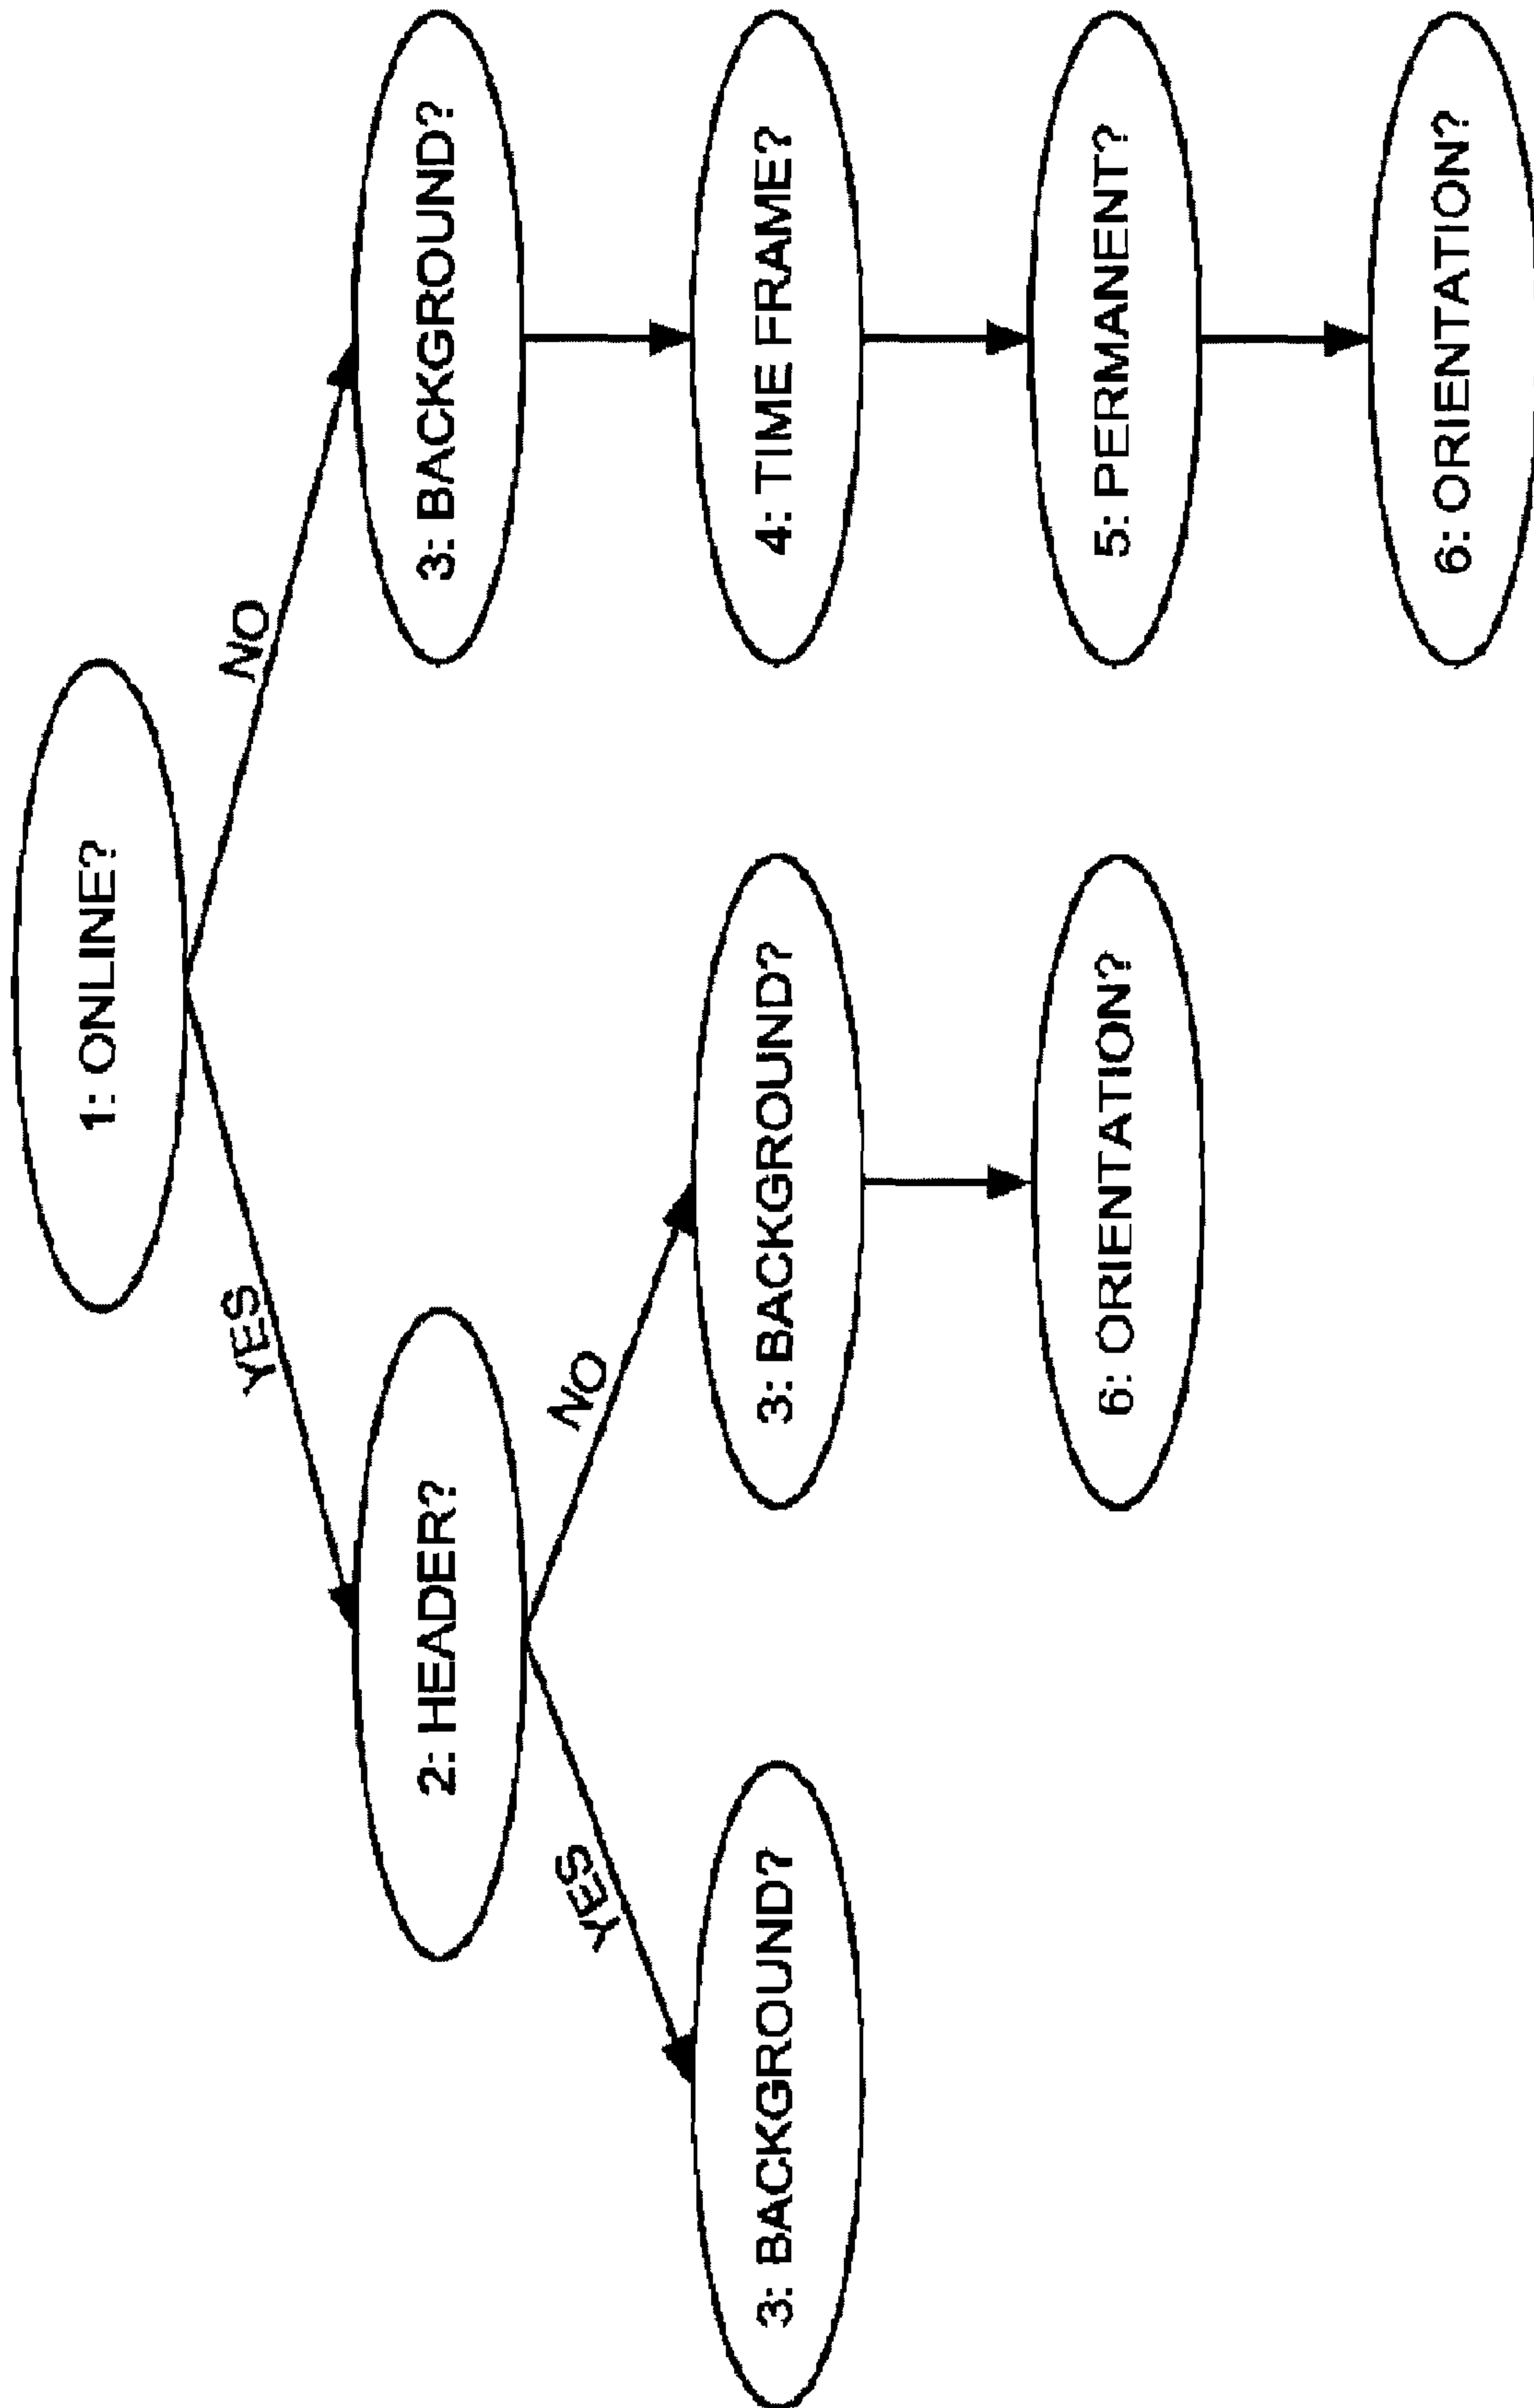 1: ONLINE?
YES
NO
2: HEADER?
3: BACKGROUND?
YES
NO
3: BACKGROUND?
3: BACKGROUND?
4: TIME FRAME?
6: ORIENTATION?
5: PERMANENT?
6: ORIENTATION?